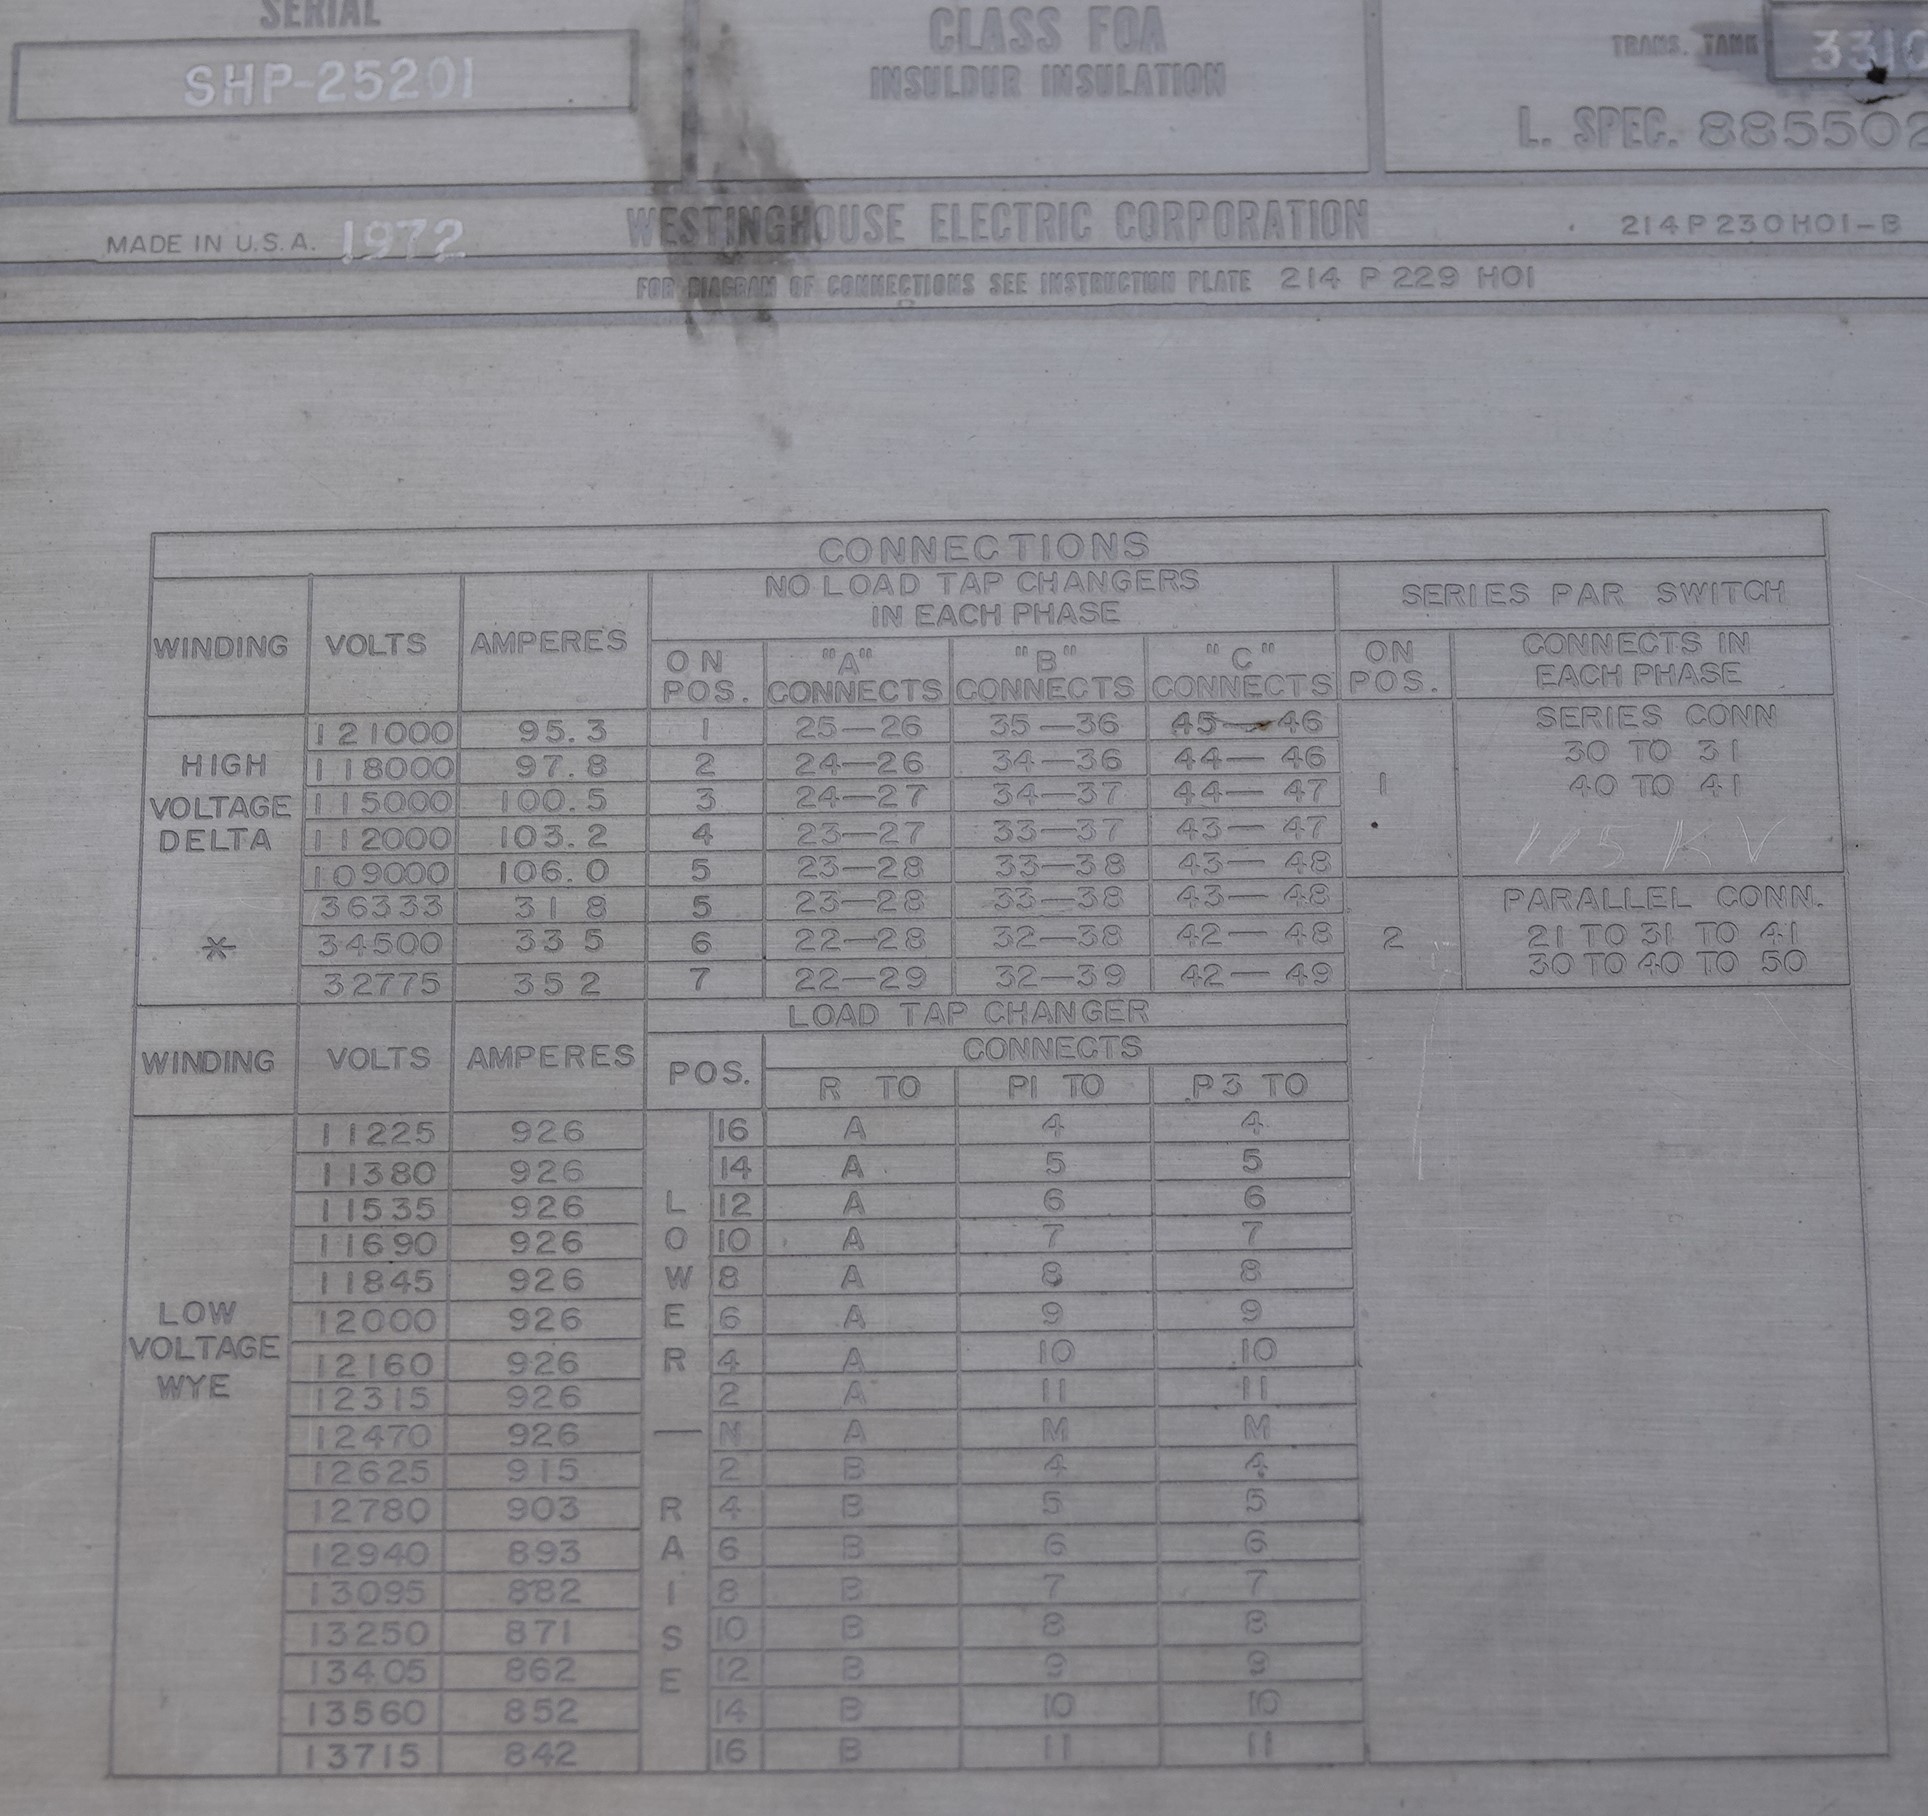 SERIAL
SHP-25201
CLASS FOA
INSULDUR INSULATION
TRANS. TANK 3310
L. SPEC. 885502
MADE IN U.S.A. 1972
WESTINGHOUSE ELECTRIC CORPORATION
214P230H01-B
FOR DIAGRAM OF CONNECTIONS SEE INSTRUCTION PLATE 214 P 229 H01
CONNECTIONS
WINDING VOLTS AMPERES
NO LOAD TAP CHANGERS
IN EACH PHASE
SERIES PAR SWITCH
ON POS. "A" CONNECTS "B" CONNECTS "C" CONNECTS
ON POS. CONNECTS IN EACH PHASE
HIGH
VOLTAGE
DELTA
*
121000 95.3 1 25—26 35—36 45—46
118000 97.8 2 24—26 34—36 44—46
115000 100.5 3 24—27 34—37 44—47
112000 103.2 4 23—27 33—37 43—47
109000 106.0 5 23—28 33—38 43—48
36333 318 5 23—28 33—38 43—48
34500 335 6 22—28 32—38 42—48
32775 352 7 22—29 32—39 42—49
1
SERIES CONN
30 TO 31
40 TO 41
115 KV
2
PARALLEL CONN.
21 TO 31 TO 41
30 TO 40 TO 50
LOAD TAP CHANGER
WINDING VOLTS AMPERES POS. CONNECTS
R TO P1 TO P3 TO
LOW
VOLTAGE
WYE
LOWER — RAISE
11225 926 16 A 4 4
11380 926 14 A 5 5
11535 926 12 A 6 6
11690 926 10 A 7 7
11845 926 8 A 8 8
12000 926 6 A 9 9
12160 926 4 A 10 10
12315 926 2 A 11 11
12470 926 N A M M
12625 915 2 B 4 4
12780 903 4 B 5 5
12940 893 6 B 6 6
13095 882 8 B 7 7
13250 871 10 B 8 8
13405 862 12 B 9 9
13560 852 14 B 10 10
13715 842 16 B 11 11